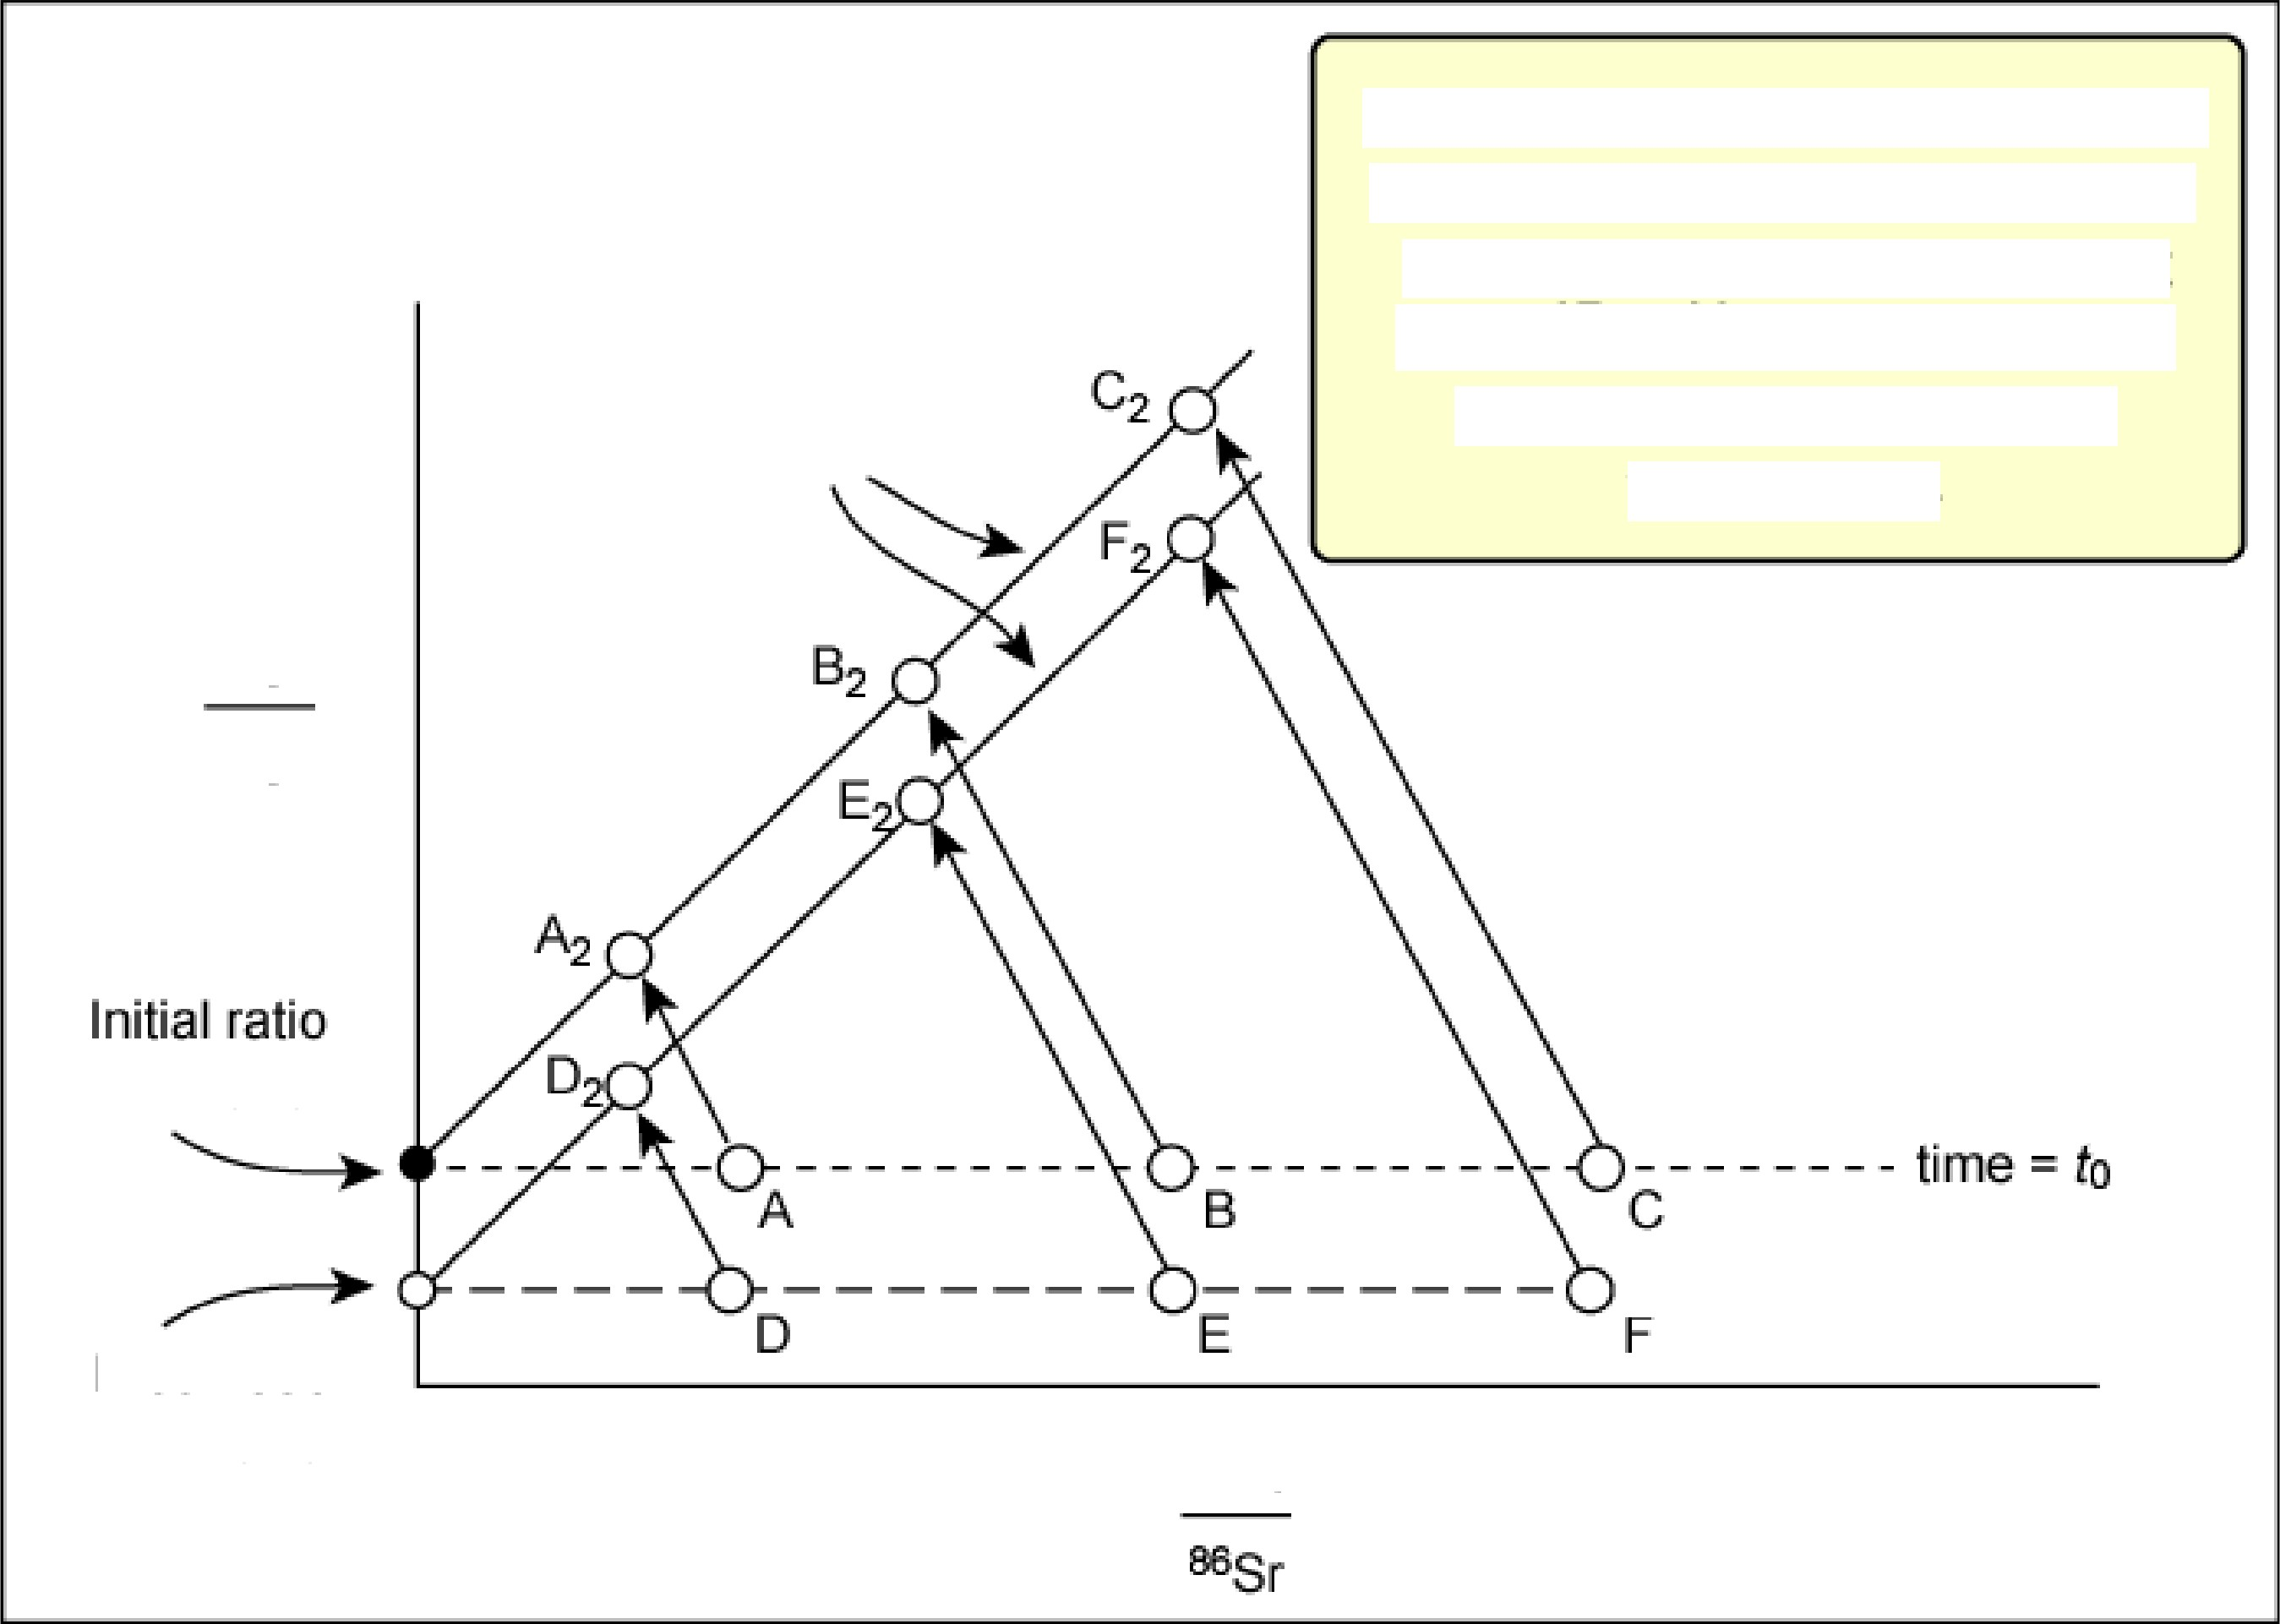 C₂
F₂
B₂
E₂
A₂
Initial ratio
D₂
time = t₀
A
B
C
D
E
F
⁸⁶Sr